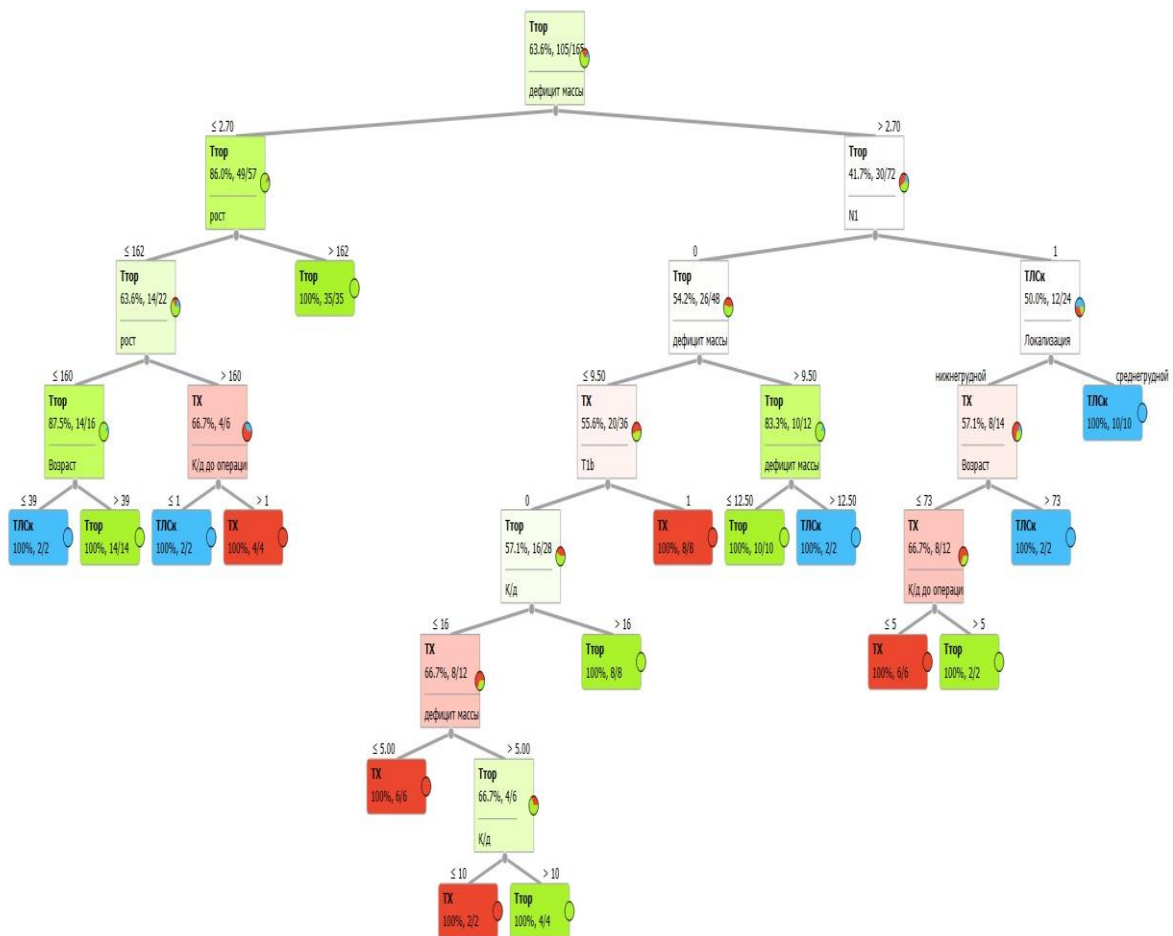 Ттор
63.6%, 105/165
дефицит массы
≤ 2.70
> 2.70
Ттор
86.0%, 49/57
рост
Ттор
41.7%, 30/72
N1
≤ 162
> 162
0
1
Ттор
63.6%, 14/22
рост
Ттор
100%, 35/35
Ттор
54.2%, 26/48
дефицит массы
ТЛСк
50.0%, 12/24
Локализация
≤ 160
> 160
≤ 9.50
> 9.50
нижнегрудной
среднегрудной
Ттор
87.5%, 14/16
Возраст
ТХ
66.7%, 4/6
К/д до операци
ТХ
55.6%, 20/36
T1b
Ттор
83.3%, 10/12
дефицит массы
ТХ
57.1%, 8/14
Возраст
ТЛСк
100%, 10/10
≤ 39
> 39
≤ 1
> 1
0
1
≤ 12.50
> 12.50
≤ 73
> 73
ТЛСк
100%, 2/2
Ттор
100%, 14/14
ТЛСк
100%, 2/2
ТХ
100%, 4/4
Ттор
57.1%, 16/28
К/д
ТХ
100%, 8/8
Ттор
100%, 10/10
ТЛСк
100%, 2/2
ТХ
66.7%, 8/12
К/д до операци
ТЛСк
100%, 2/2
≤ 16
> 16
≤ 5
> 5
ТХ
66.7%, 8/12
дефицит массы
Ттор
100%, 8/8
ТХ
100%, 6/6
Ттор
100%, 2/2
≤ 5.00
> 5.00
ТХ
100%, 6/6
Ттор
66.7%, 4/6
К/д
≤ 10
> 10
ТХ
100%, 2/2
Ттор
100%, 4/4